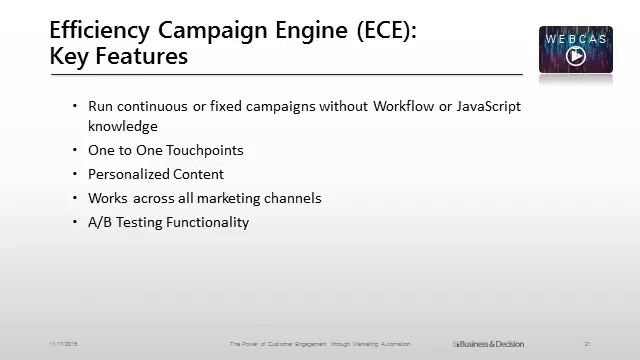 Efficiency Campaign Engine (ECE):
Key Features
WEBCAS
• Run continuous or fixed campaigns without Workflow or JavaScript
knowledge
• One to One Touchpoints
• Personalized Content
• Works across all marketing channels
• A/B Testing Functionality
11/17/2015
The Power of Customer Engagement through Marketing Automation
Business & Decision
21